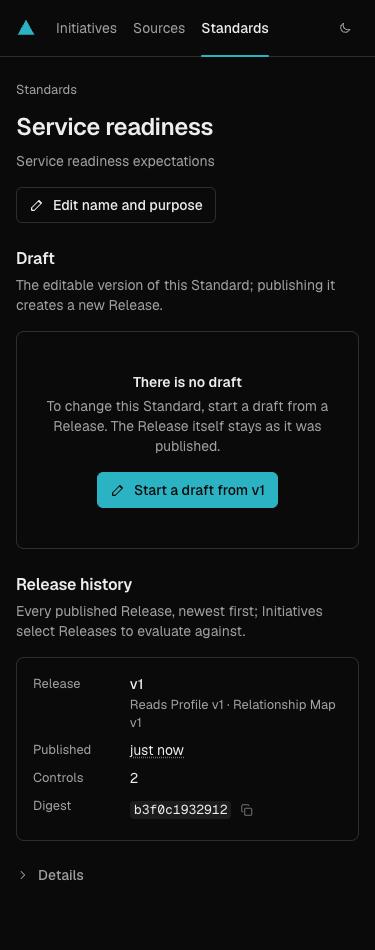 Initiatives Sources Standards
Standards
Service readiness
Service readiness expectations
Edit name and purpose
Draft
The editable version of this Standard; publishing it
creates a new Release.
There is no draft
To change this Standard, start a draft from a
Release. The Release itself stays as it was
published.
Start a draft from v1
Release history
Every published Release, newest first; Initiatives
select Releases to evaluate against.
Release v1
Reads Profile v1 · Relationship Map
v1
Published just now
Controls 2
Digest b3f0c1932912
Details